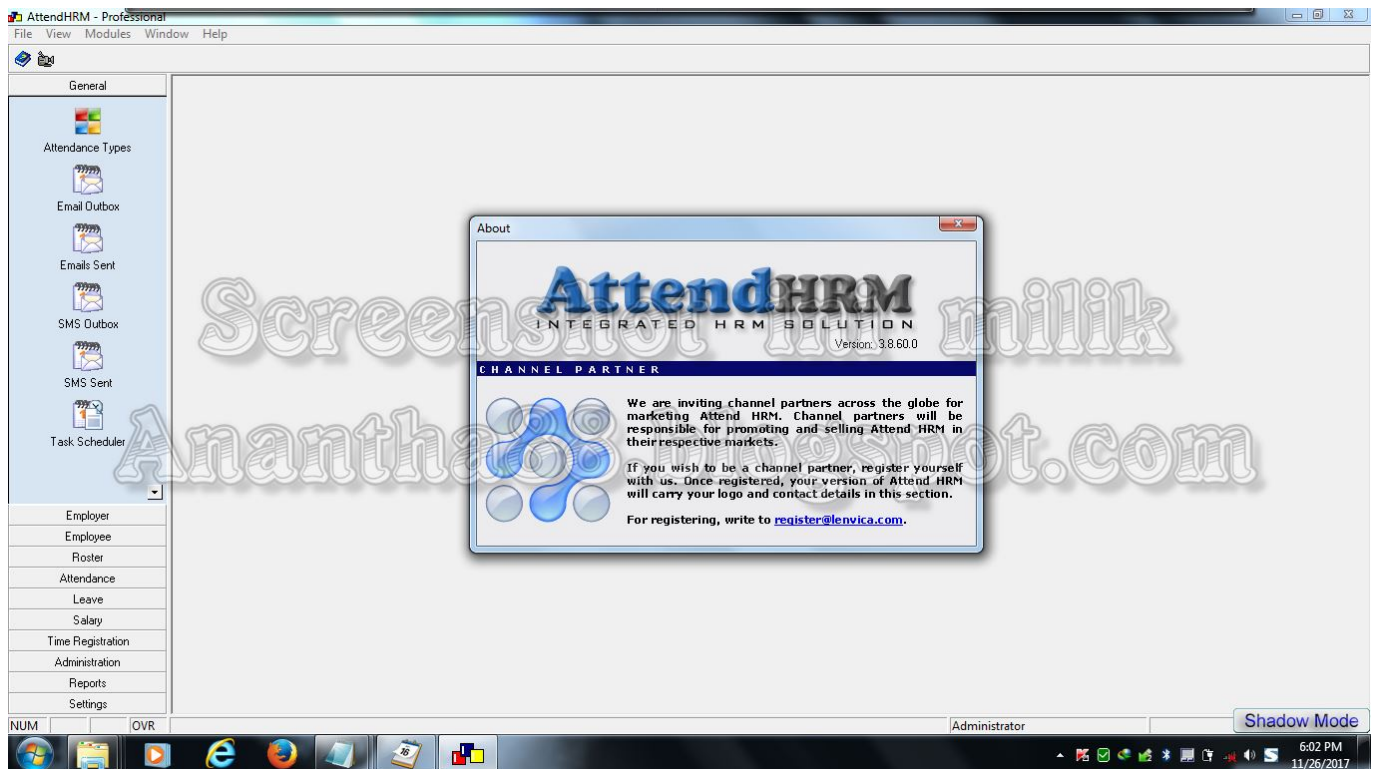 AttendHRM - Professional
File View Modules Window Help
General
Attendance Types
Email Outbox
Emails Sent
SMS Outbox
SMS Sent
Task Scheduler
Employer
Employee
Roster
Attendance
Leave
Salary
Time Registration
Administration
Reports
Settings
About
AttendHRM
INTEGRATED HRM SOLUTION
Version: 3.8.60.0
CHANNEL PARTNER
We are inviting channel partners across the globe for
marketing Attend HRM. Channel partners will be
responsible for promoting and selling Attend HRM in
their respective markets.
If you wish to be a channel partner, register yourself
with us. Once registered, your version of Attend HRM
will carry your logo and contact details in this section.
For registering, write to register@lenvica.com.
Screenshot ini milik
Anantha88.blogspot.com
NUM OVR Administrator
Shadow Mode
16
6:02 PM
11/26/2017